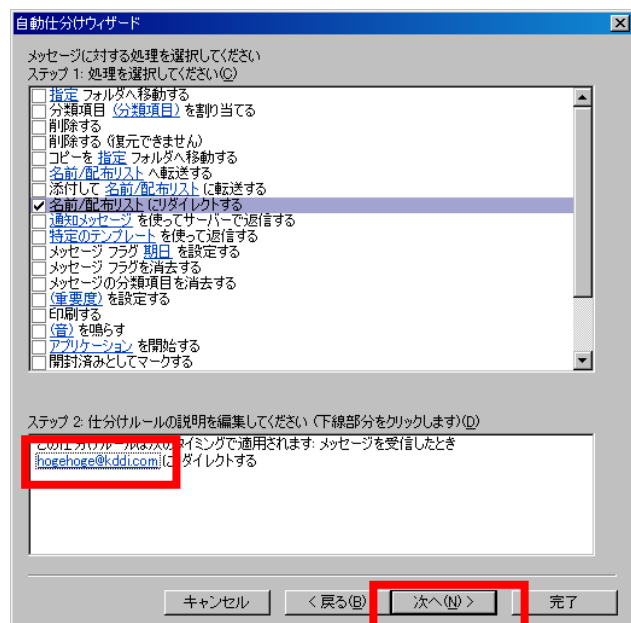 自動仕分けウィザード
メッセージに対する処理を選択してください
ステップ 1: 処理を選択してください(C)
指定 フォルダへ移動する
分類項目 (分類項目) を割り当てる
削除する
削除する (復元できません)
コピーを 指定 フォルダへ移動する
名前/配布リスト へ転送する
添付して 名前/配布リスト に転送する
名前/配布リスト にリダイレクトする
通知メッセージ を使ってサーバーで返信する
特定のテンプレート を使って返信する
メッセージ フラグ 期日 を設定する
メッセージ フラグを消去する
メッセージの分類項目を消去する
(重要度) を設定する
印刷する
(音) を鳴らす
アプリケーション を開始する
開封済みとしてマークする
ステップ 2: 仕分けルールの説明を編集してください (下線部分をクリックします)(D)
この仕分けルールは次のタイミングで適用されます: メッセージを受信したとき
hogehoge@kddi.com にダイレクトする
キャンセル < 戻る(B) 次へ(N) > 完了